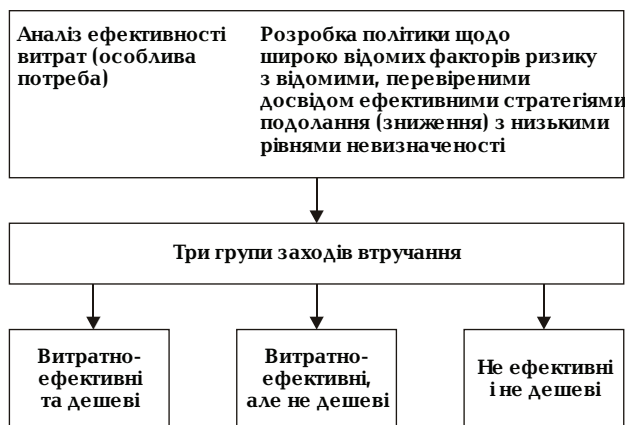 Аналіз ефективності
витрат (особлива
потреба)
Розробка політики щодо
широко відомих факторів ризику
з відомими, перевіреними
досвідом ефективними стратегіями
подолання (зниження) з низькими
рівнями невизначеності
Три групи заходів втручання
Витратно-
ефективні
та дешеві
Витратно-
ефективні,
але не дешеві
Не ефективні
і не дешеві